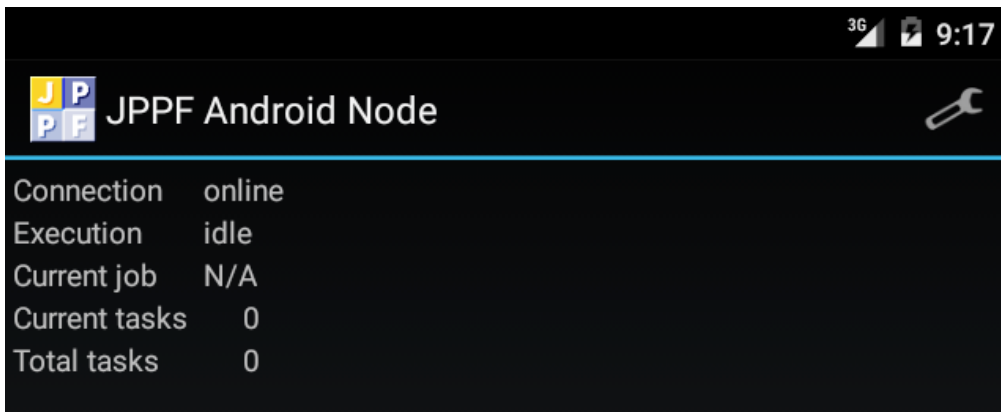 3G 9:17
J P
P F
JPPF Android Node
Connection online
Execution idle
Current job N/A
Current tasks 0
Total tasks 0